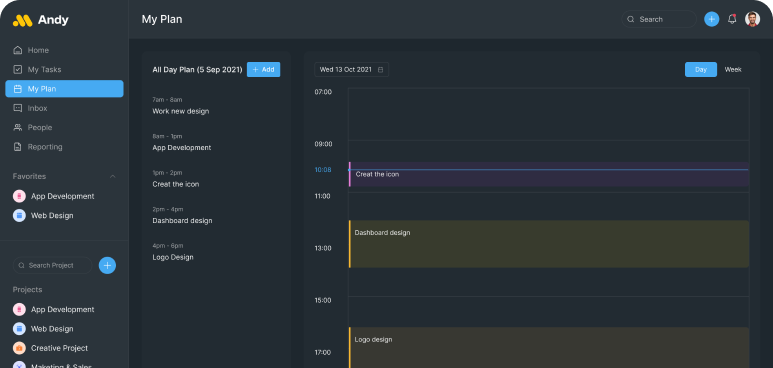 Andy
Home
My Tasks
My Plan
Inbox
People
Reporting
Favorites
App Development
Web Design
Search Project
Projects
App Development
Web Design
Creative Project
Maketing & Sales
My Plan
Search
All Day Plan (5 Sep 2021)
Add
7am - 8am
Work new design
8am - 1pm
App Development
1pm - 2pm
Creat the icon
2pm - 4pm
Dashboard design
4pm - 6pm
Logo Design
Wed 13 Oct 2021
Day
Week
07:00
09:00
10:08
Creat the icon
11:00
Dashboard design
13:00
15:00
Logo design
17:00